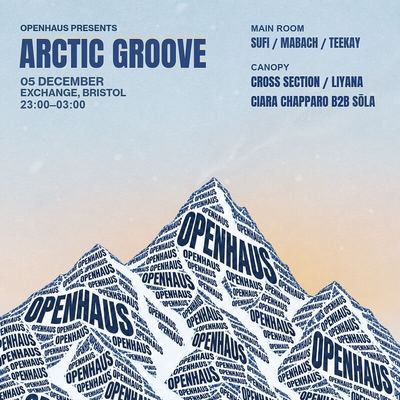 OPENHAUS PRESENTS
ARCTIC GROOVE
05 DECEMBER
EXCHANGE, BRISTOL
23:00–03:00
MAIN ROOM
SUFI / MABACH / TEEKAY
CANOPY
CROSS SECTION / LIYANA
CIARA CHAPPARO B2B SŌLA
OPENHAUS
OPENHAUS
OPENHAUS